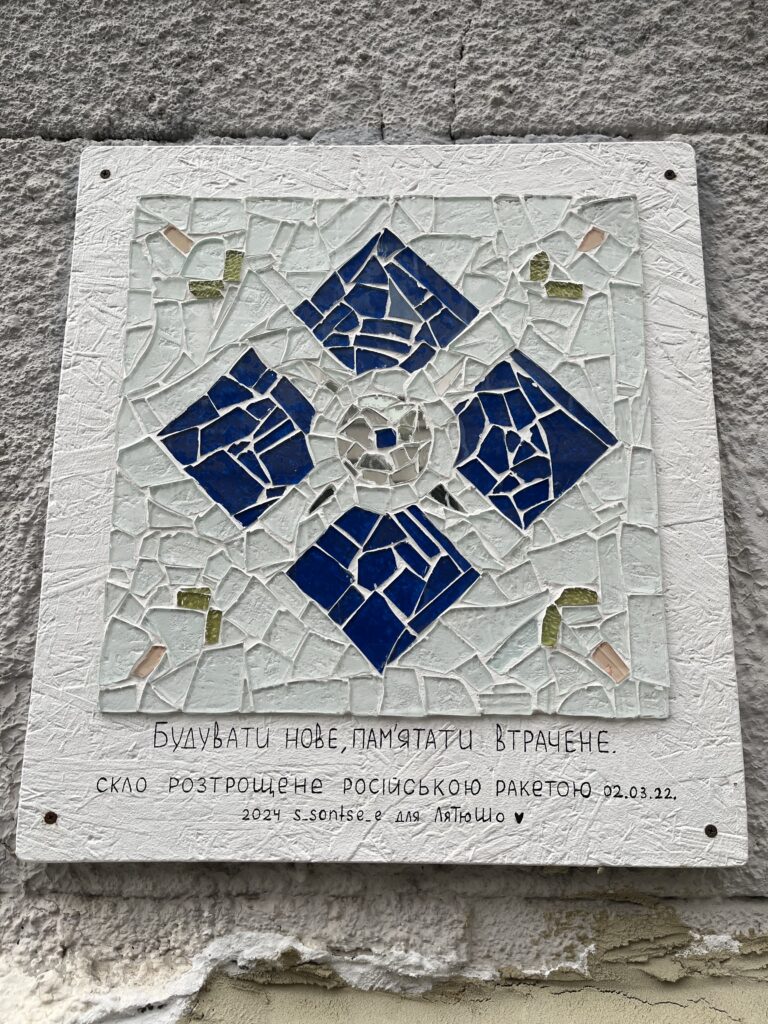 Будувати нове, пам'ятати втрачене.
скло розтрощене російською ракетою 02.03.22.
2024 s_sontse_e для ЛяТюШо ♥